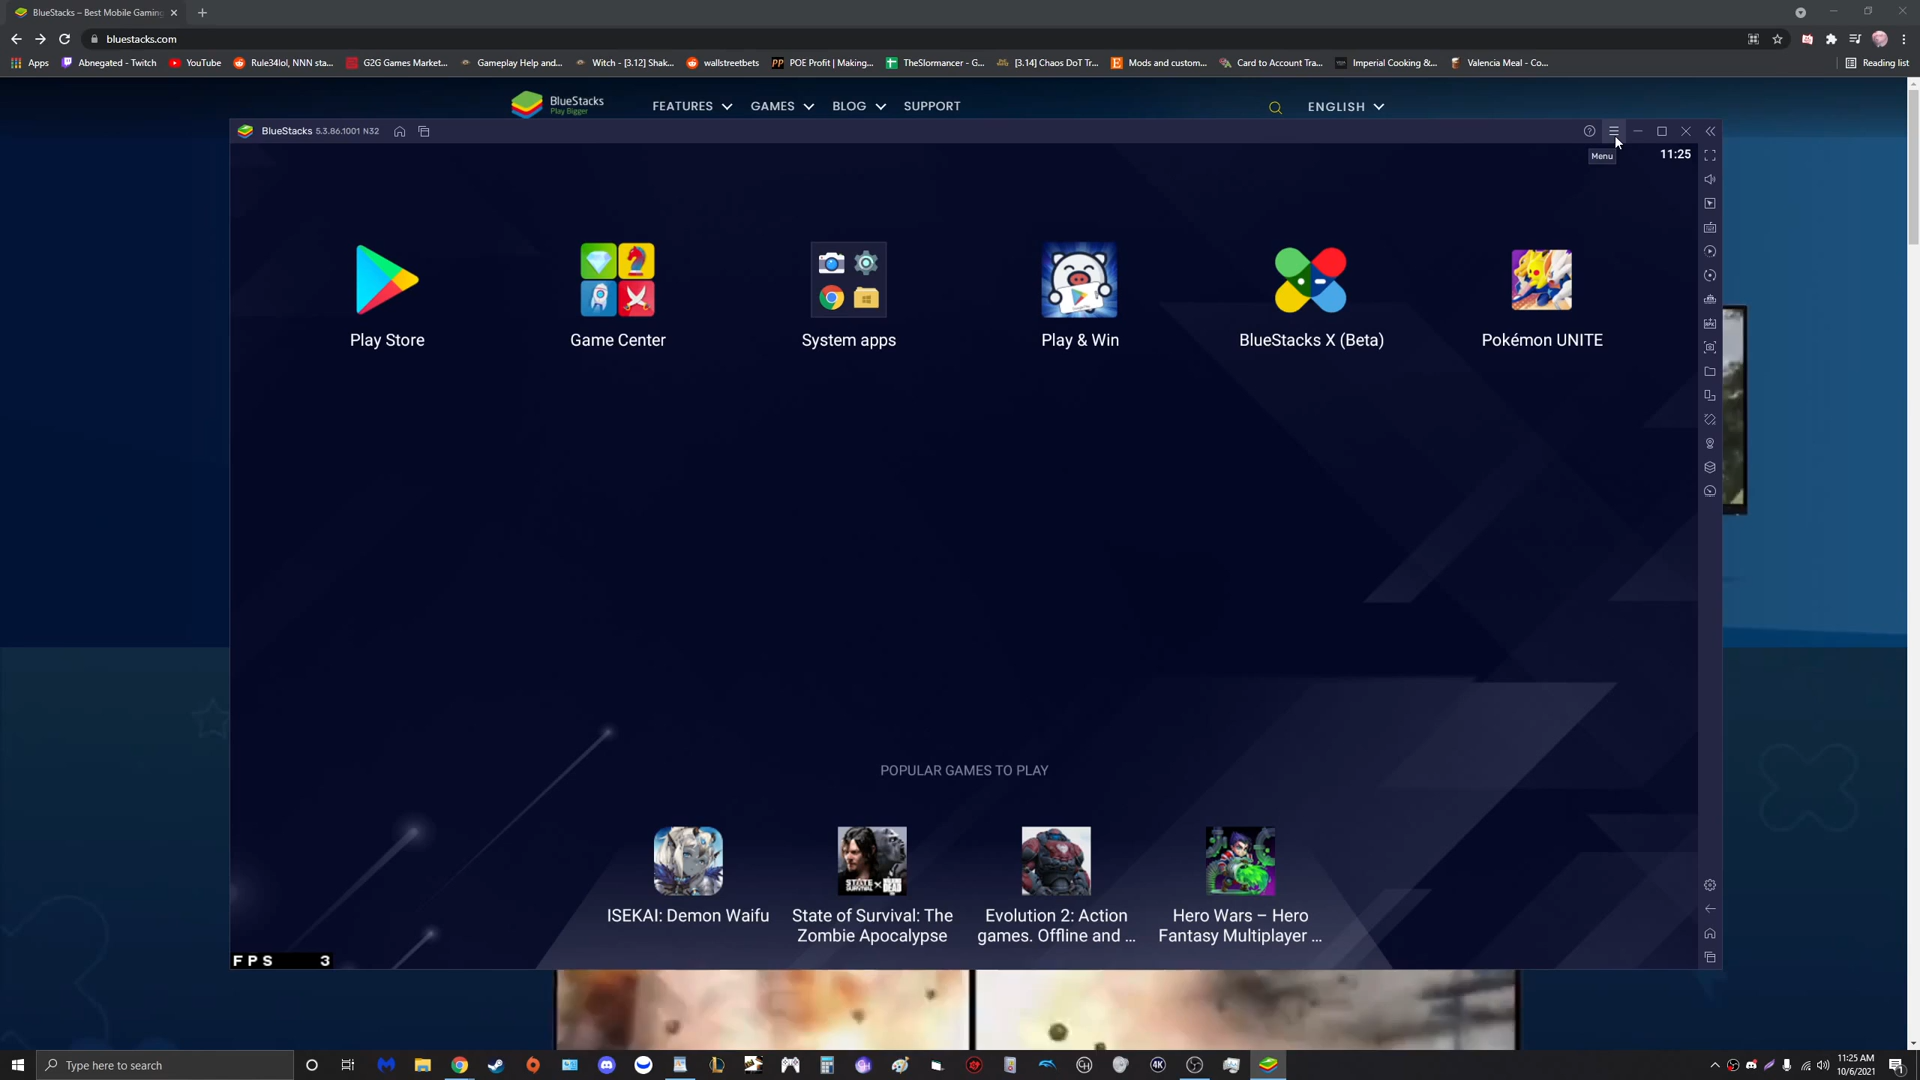 BlueStacks – Best Mobile Gaming
bluestacks.com
Apps
Abnegated - Twitch
YouTube
Rule34lol, NNN sta...
G2G Games Market...
Gameplay Help and...
Witch - [3.12] Shak...
wallstreetbets
POE Profit | Making...
TheSlormancer - G...
[3.14] Chaos DoT Tr...
Mods and custom...
Card to Account Tra...
Imperial Cooking &...
Valencia Meal - Co...
Reading list
BlueStacks
Play Bigger
FEATURES
GAMES
BLOG
SUPPORT
ENGLISH
BlueStacks 5.3.86.1001 N32
Menu
11:25
Play Store
Game Center
System apps
Play & Win
BlueStacks X (Beta)
Pokémon UNITE
POPULAR GAMES TO PLAY
ISEKAI: Demon Waifu
State of Survival: The
Zombie Apocalypse
Evolution 2: Action
games. Offline and ...
Hero Wars – Hero
Fantasy Multiplayer ...
FPS 3
Type here to search
11:25 AM
10/6/2021